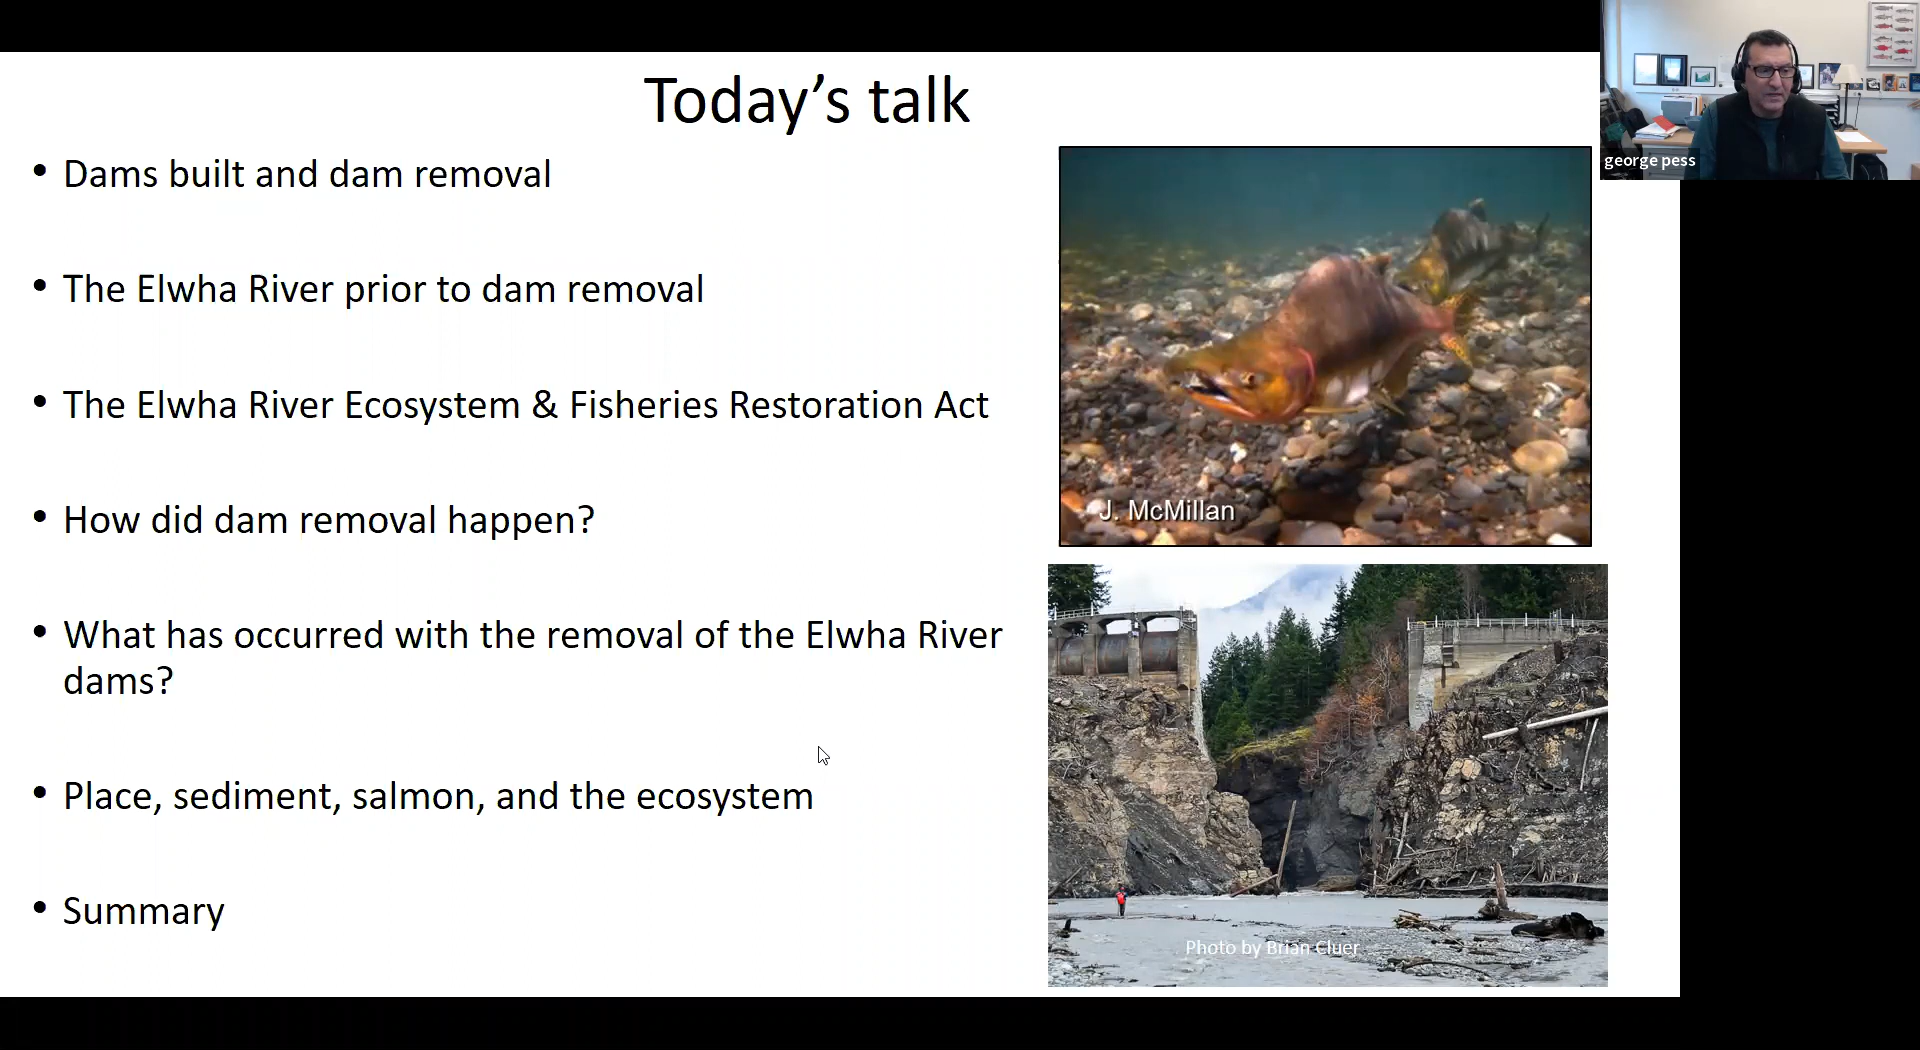 Today’s talk
• Dams built and dam removal
• The Elwha River prior to dam removal
• The Elwha River Ecosystem & Fisheries Restoration Act
• How did dam removal happen?
• What has occurred with the removal of the Elwha River
dams?
• Place, sediment, salmon, and the ecosystem
• Summary
J. McMillan
Photo by Brian Cluer
george pess